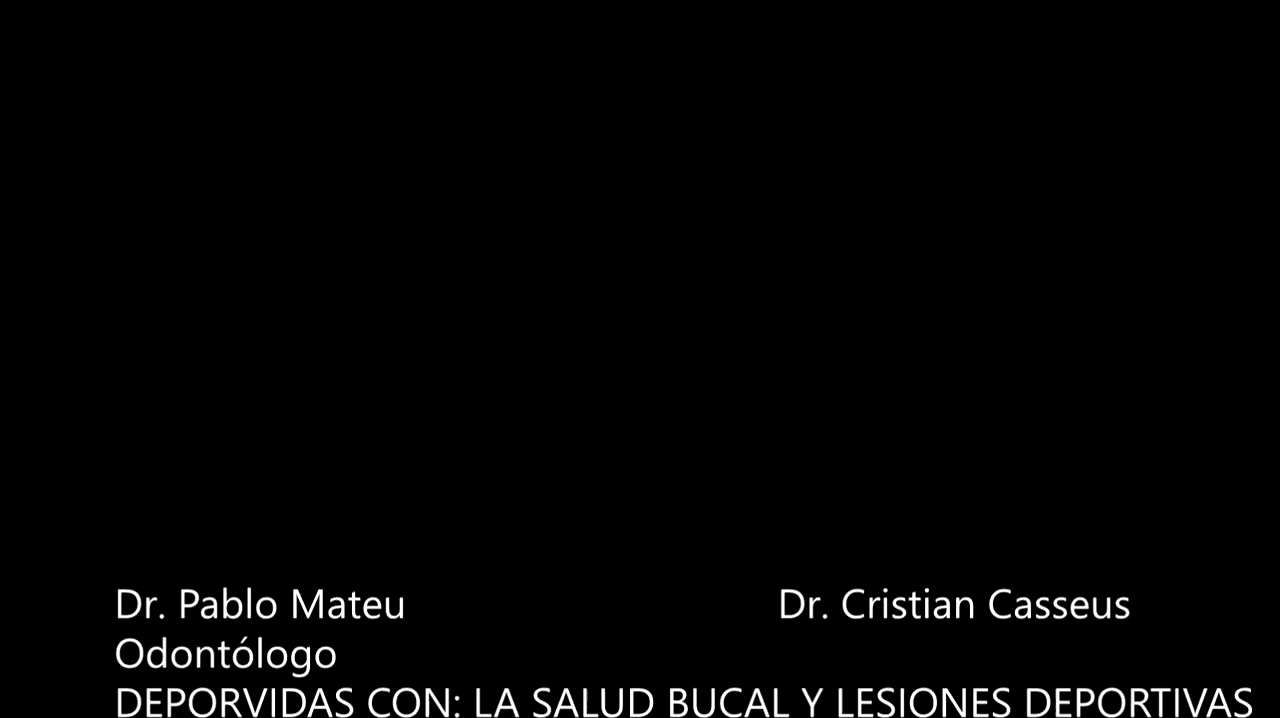 Dr. Pablo Mateu Dr. Cristian Casseus
Odontólogo
DEPORVIDAS CON: LA SALUD BUCAL Y LESIONES DEPORTIVAS